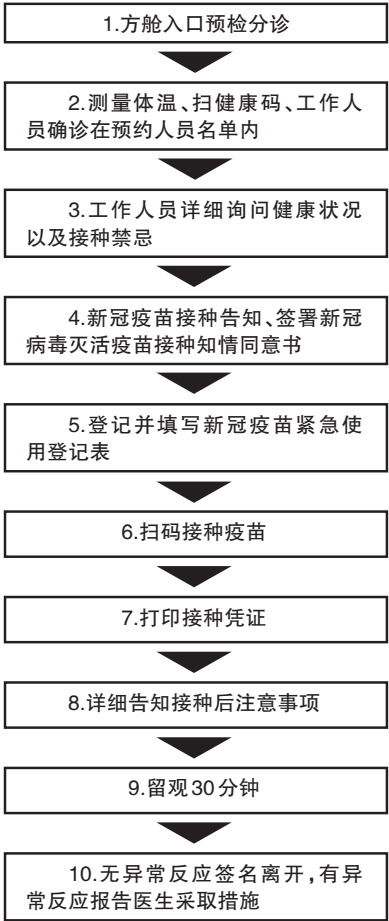 1.方舱入口预检分诊
2.测量体温、扫健康码、工作人
员确诊在预约人员名单内
3.工作人员详细询问健康状况
以及接种禁忌
4.新冠疫苗接种告知、签署新冠
病毒灭活疫苗接种知情同意书
5.登记并填写新冠疫苗紧急使
用登记表
6.扫码接种疫苗
7.打印接种凭证
8.详细告知接种后注意事项
9.留观30分钟
10.无异常反应签名离开,有异
常反应报告医生采取措施